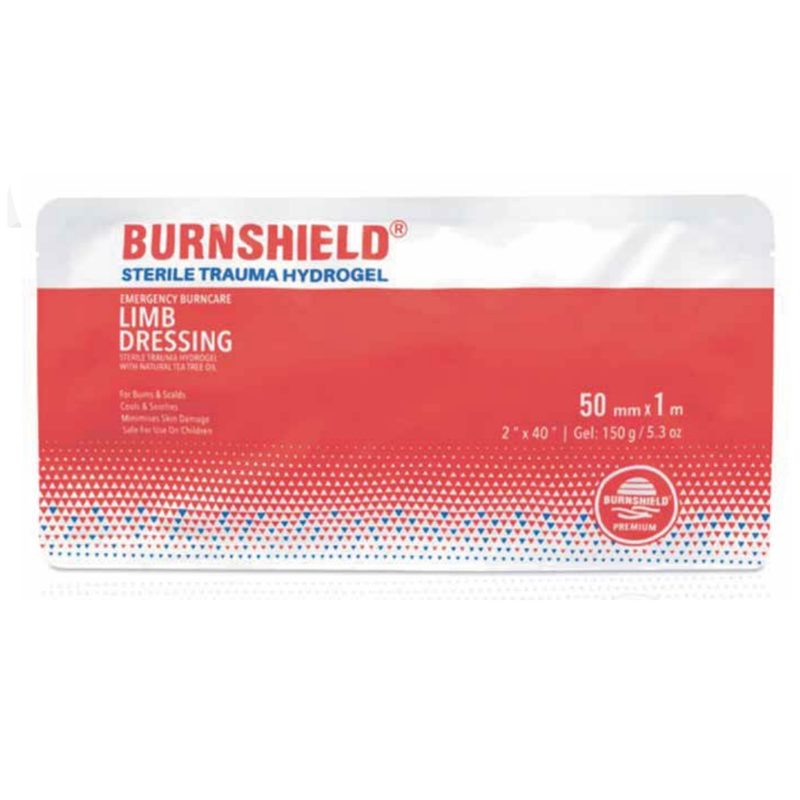 BURNSHIELD®
STERILE TRAUMA HYDROGEL
EMERGENCY BURNCARE
LIMB
DRESSING
STERILE TRAUMA HYDROGEL
WITH NATURAL TEA TREE OIL
For Burns & Scalds
Cools & Soothes
Minimises Skin Damage
Safe For Use On Children
50 mm x 1 m
2 " x 40 " | Gel: 150 g / 5.3 oz
BURNSHIELD®
PREMIUM